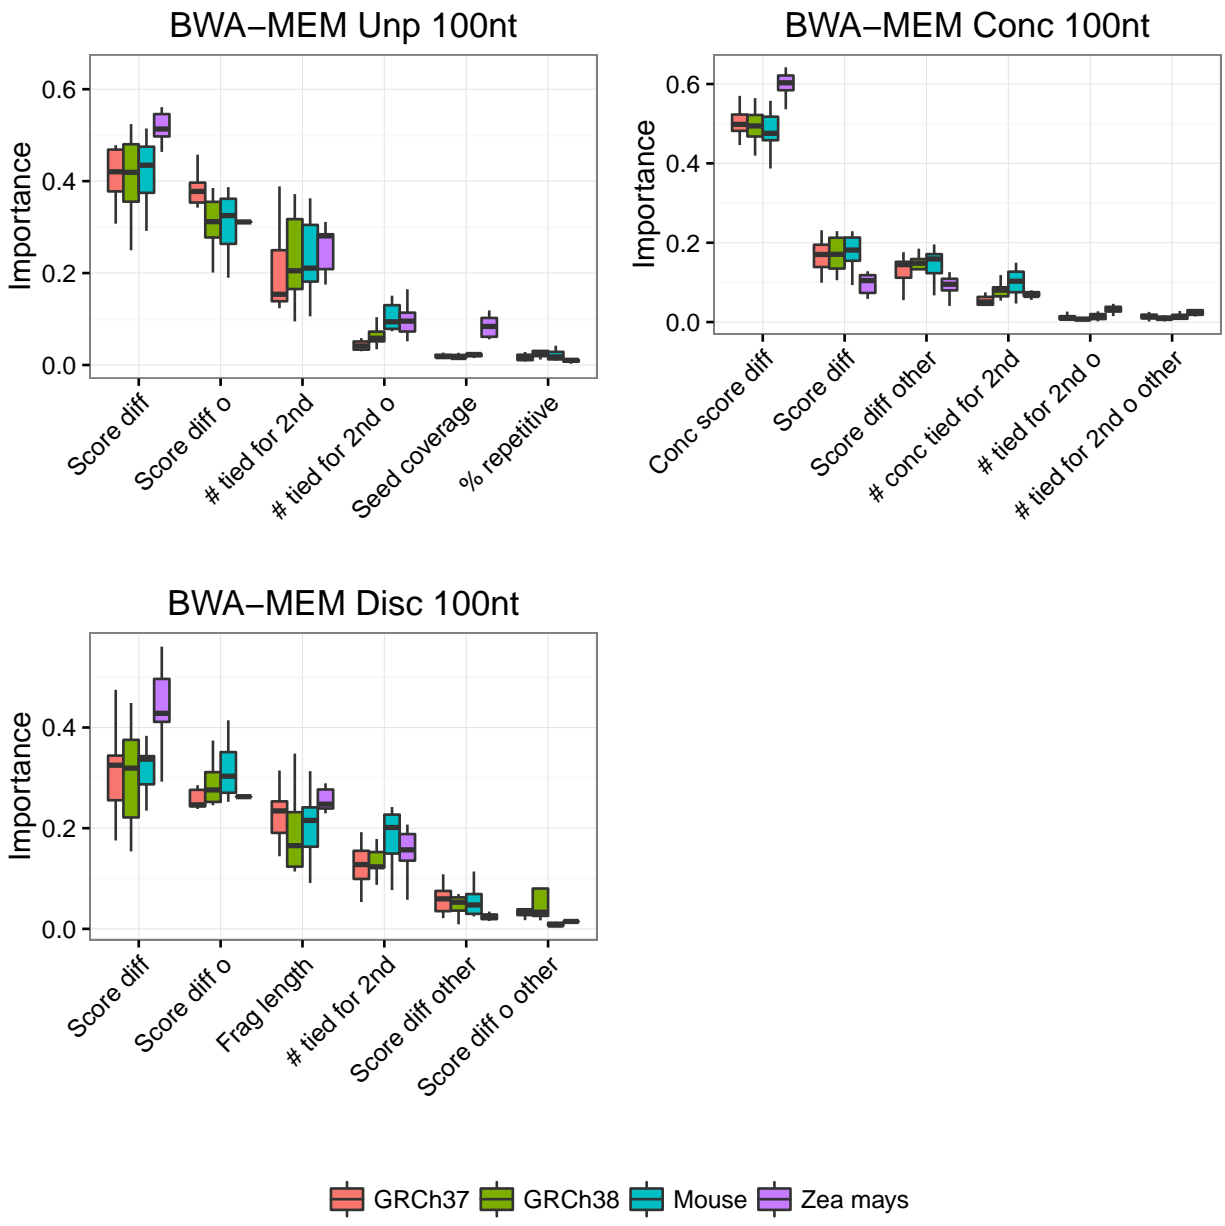 BWA−MEM Unp 100nt
Importance
0.6
0.4
0.2
0.0
Score diff
Score diff o
# tied for 2nd
# tied for 2nd o
Seed coverage
% repetitive
BWA−MEM Conc 100nt
Importance
0.6
0.4
0.2
0.0
Conc score diff
Score diff
Score diff other
# conc tied for 2nd
# tied for 2nd o
# tied for 2nd o other
BWA−MEM Disc 100nt
Importance
0.4
0.2
0.0
Score diff
Score diff o
Frag length
# tied for 2nd
Score diff other
Score diff o other
GRCh37 GRCh38 Mouse Zea mays